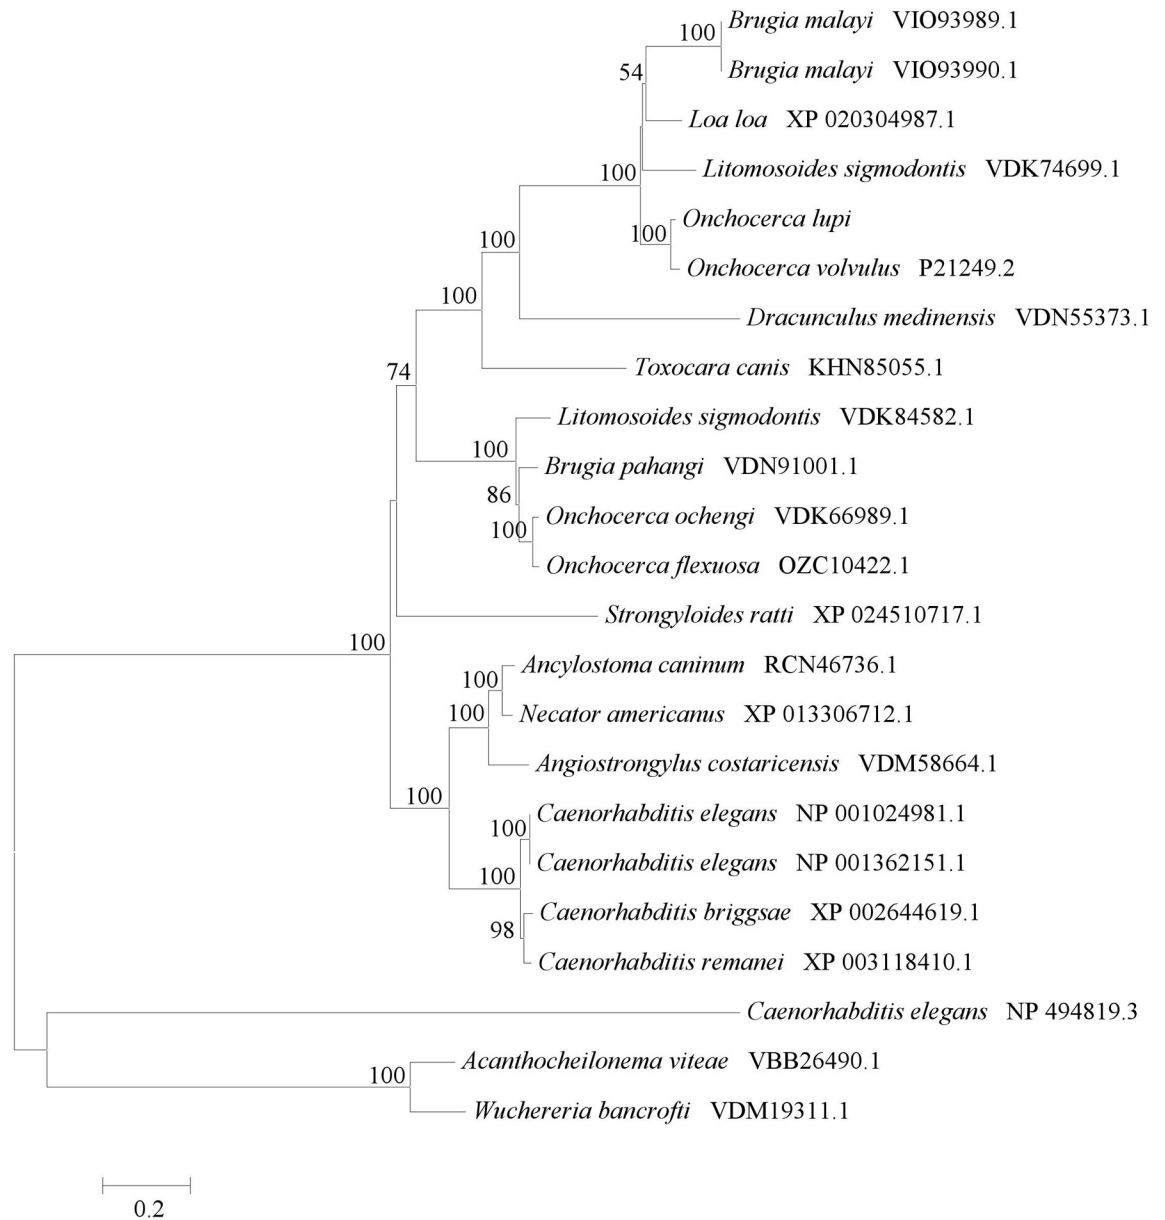 Brugia malayi VIO93989.1
100
Brugia malayi VIO93990.1
54
Loa loa XP 020304987.1
Litomosoides sigmodontis VDK74699.1
100
Onchocerca lupi
100
Onchocerca volvulus P21249.2
100
Dracunculus medinensis VDN55373.1
100
Toxocara canis KHN85055.1
74
Litomosoides sigmodontis VDK84582.1
100
Brugia pahangi VDN91001.1
86
Onchocerca ochengi VDK66989.1
100
Onchocerca flexuosa OZC10422.1
Strongyloides ratti XP 024510717.1
100
Ancylostoma caninum RCN46736.1
100
Necator americanus XP 013306712.1
100
Angiostrongylus costaricensis VDM58664.1
100
Caenorhabditis elegans NP 001024981.1
100
Caenorhabditis elegans NP 001362151.1
100
Caenorhabditis briggsae XP 002644619.1
98
Caenorhabditis remanei XP 003118410.1
Caenorhabditis elegans NP 494819.3
Acanthocheilonema viteae VBB26490.1
100
Wuchereria bancrofti VDM19311.1
0.2